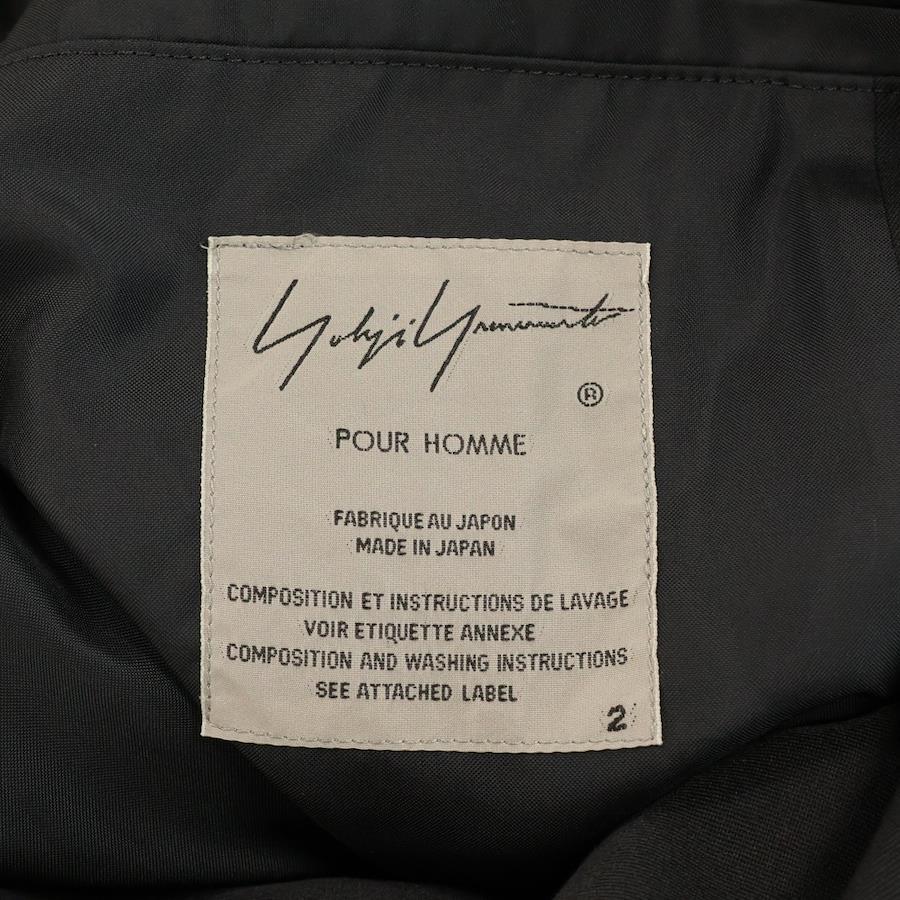 Yohji Yamamoto
®
POUR HOMME
FABRIQUE AU JAPON
MADE IN JAPAN
COMPOSITION ET INSTRUCTIONS DE LAVAGE
VOIR ETIQUETTE ANNEXE
COMPOSITION AND WASHING INSTRUCTIONS
SEE ATTACHED LABEL
2